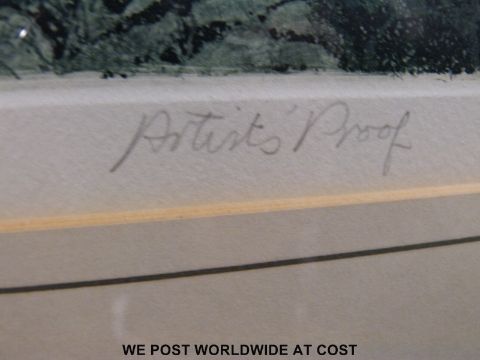 Artists' Proof
WE POST WORLDWIDE AT COST